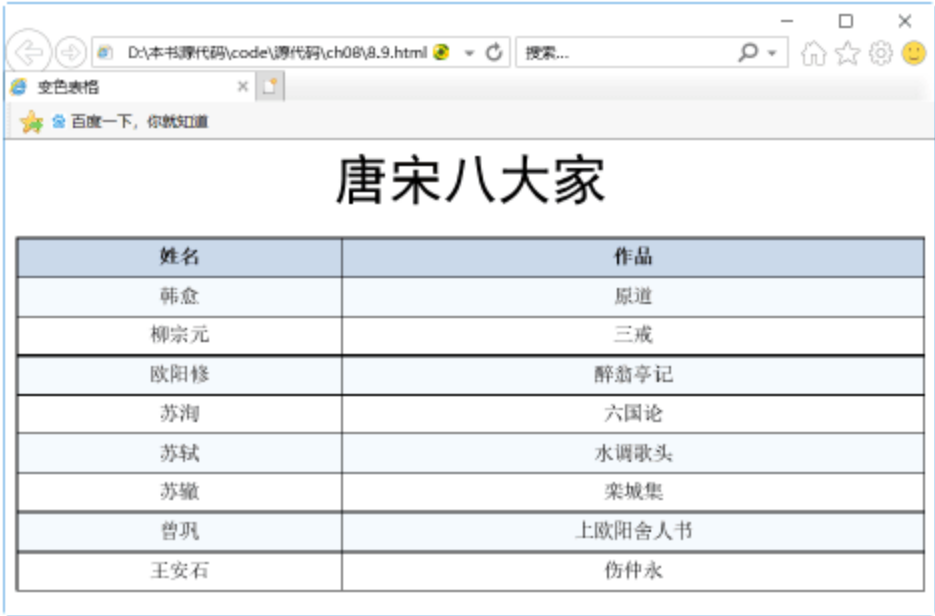 D:\本书源代码\code\源代码\ch08\8.9.html 搜索...
变色表格
百度一下，你就知道
唐宋八大家
姓名 作品
韩愈 原道
柳宗元 三戒
欧阳修 醉翁亭记
苏洵 六国论
苏轼 水调歌头
苏辙 栾城集
曾巩 上欧阳舍人书
王安石 伤仲永